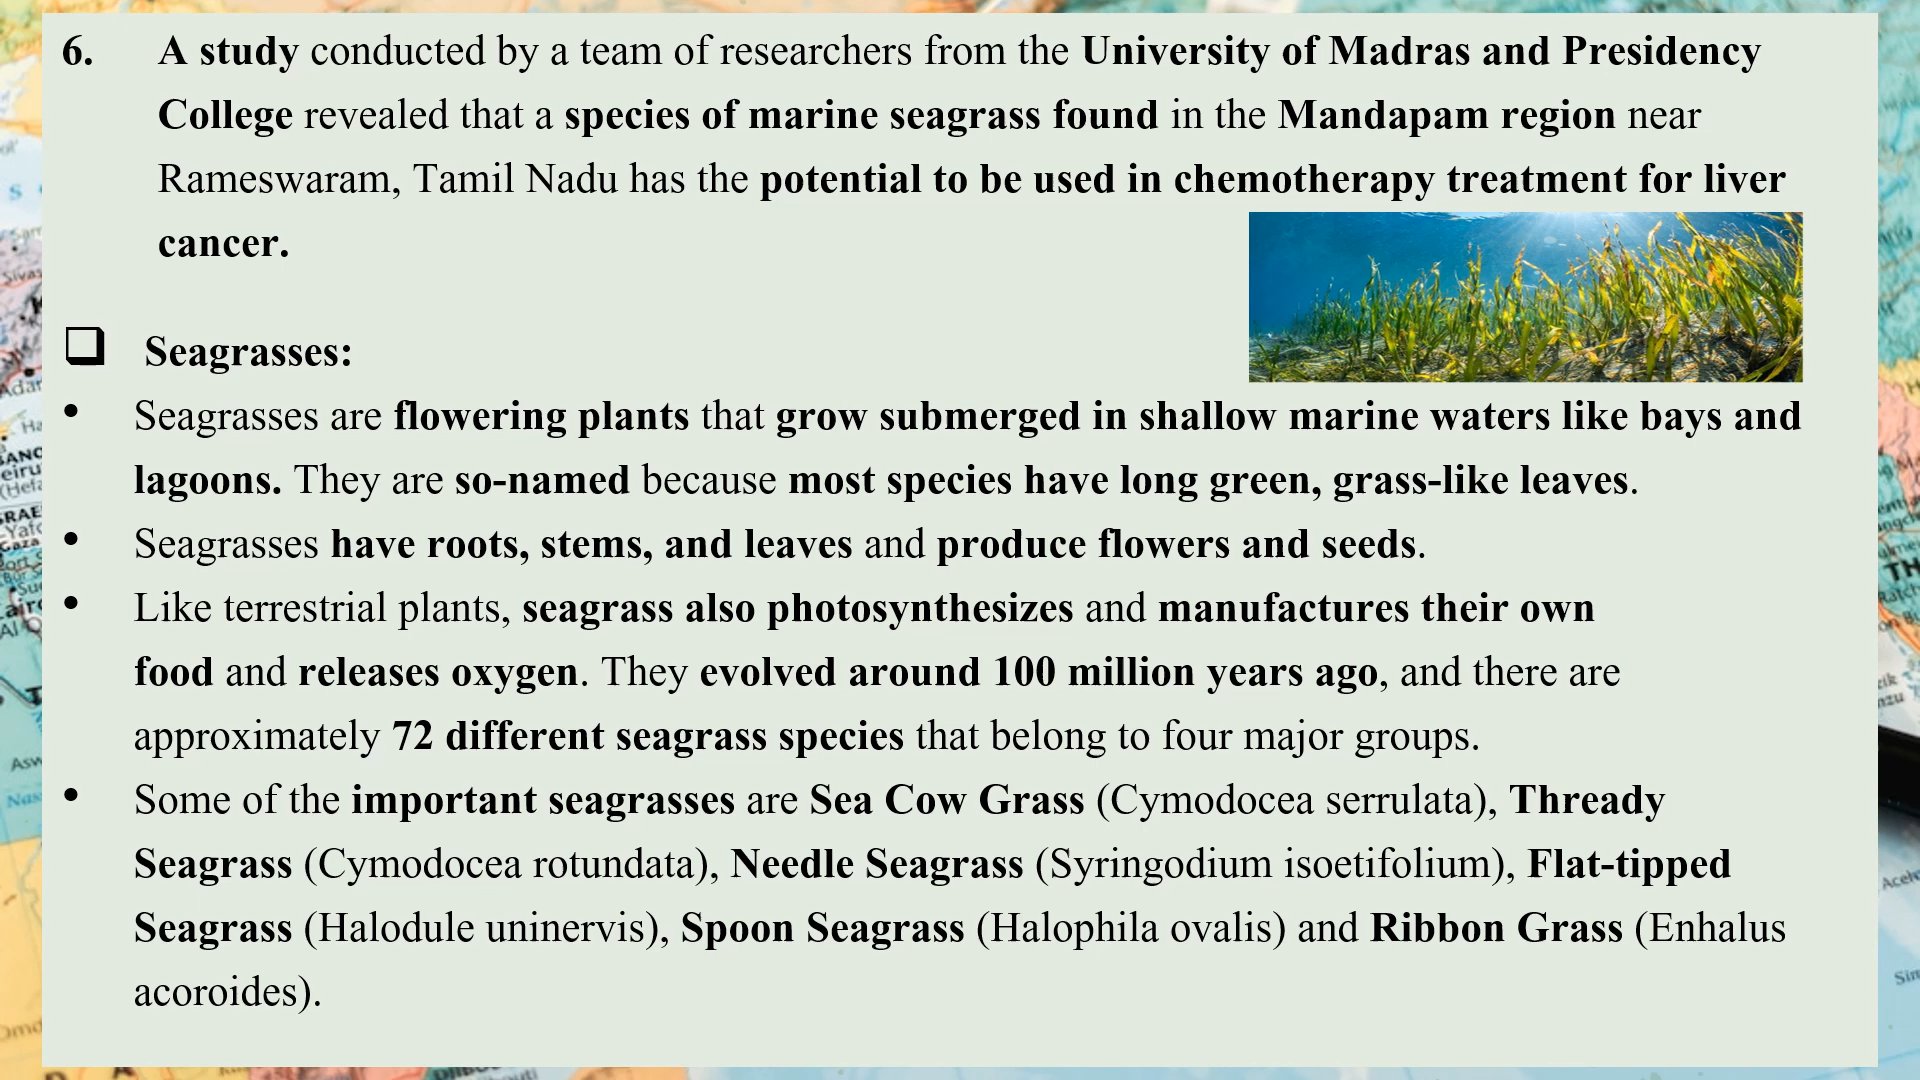 6. A study conducted by a team of researchers from the University of Madras and Presidency
College revealed that a species of marine seagrass found in the Mandapam region near
Rameswaram, Tamil Nadu has the potential to be used in chemotherapy treatment for liver
cancer.
❑ Seagrasses:
• Seagrasses are flowering plants that grow submerged in shallow marine waters like bays and
lagoons. They are so-named because most species have long green, grass-like leaves.
• Seagrasses have roots, stems, and leaves and produce flowers and seeds.
• Like terrestrial plants, seagrass also photosynthesizes and manufactures their own
food and releases oxygen. They evolved around 100 million years ago, and there are
approximately 72 different seagrass species that belong to four major groups.
• Some of the important seagrasses are Sea Cow Grass (Cymodocea serrulata), Thready
Seagrass (Cymodocea rotundata), Needle Seagrass (Syringodium isoetifolium), Flat-tipped
Seagrass (Halodule uninervis), Spoon Seagrass (Halophila ovalis) and Ribbon Grass (Enhalus
acoroides).